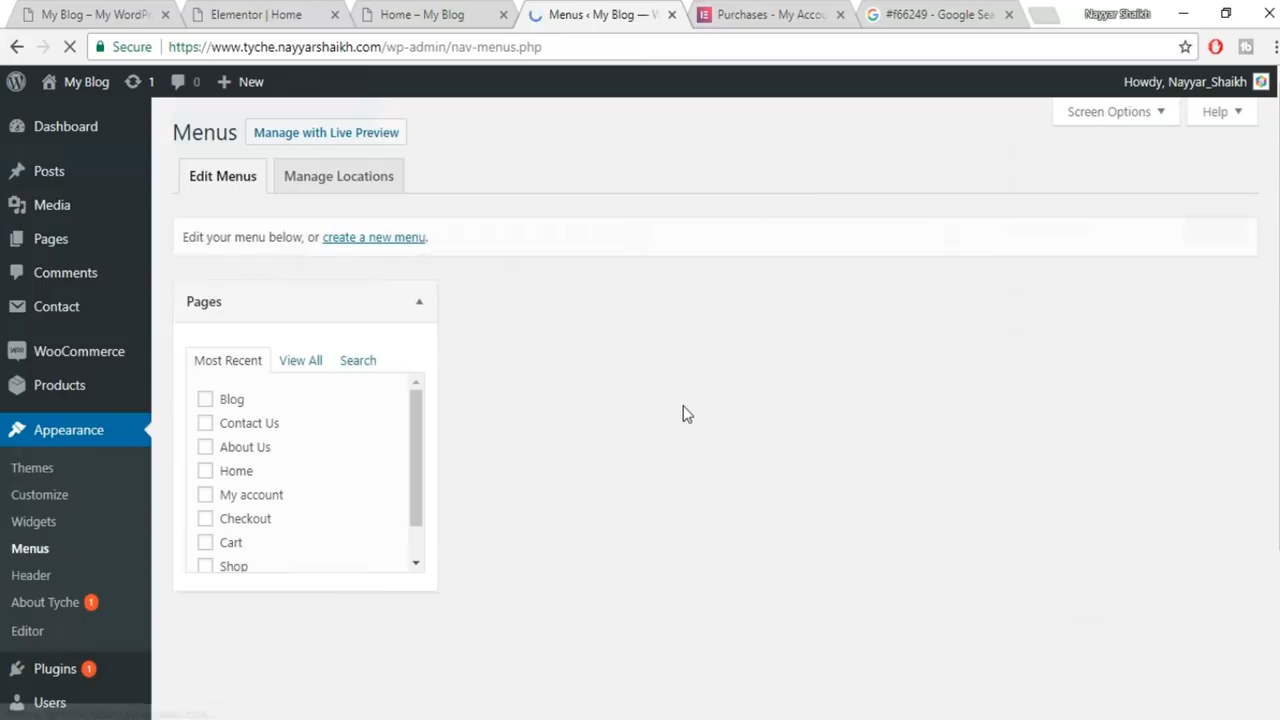 My Blog – My WordPr
Elementor | Home
Home – My Blog
Menus ‹ My Blog — W
Purchases - My Accou
#f66249 - Google Sea
Nayyar Shaikh
Secure
https://www.tyche.nayyarshaikh.com/wp-admin/nav-menus.php
My Blog
1
0
New
Howdy, Nayyar_Shaikh
Screen Options
Help
Dashboard
Posts
Media
Pages
Comments
Contact
WooCommerce
Products
Appearance
Themes
Customize
Widgets
Menus
Header
About Tyche 1
Editor
Plugins 1
Users
Menus
Manage with Live Preview
Edit Menus
Manage Locations
Edit your menu below, or create a new menu.
Pages
Most Recent
View All
Search
Blog
Contact Us
About Us
Home
My account
Checkout
Cart
Shop